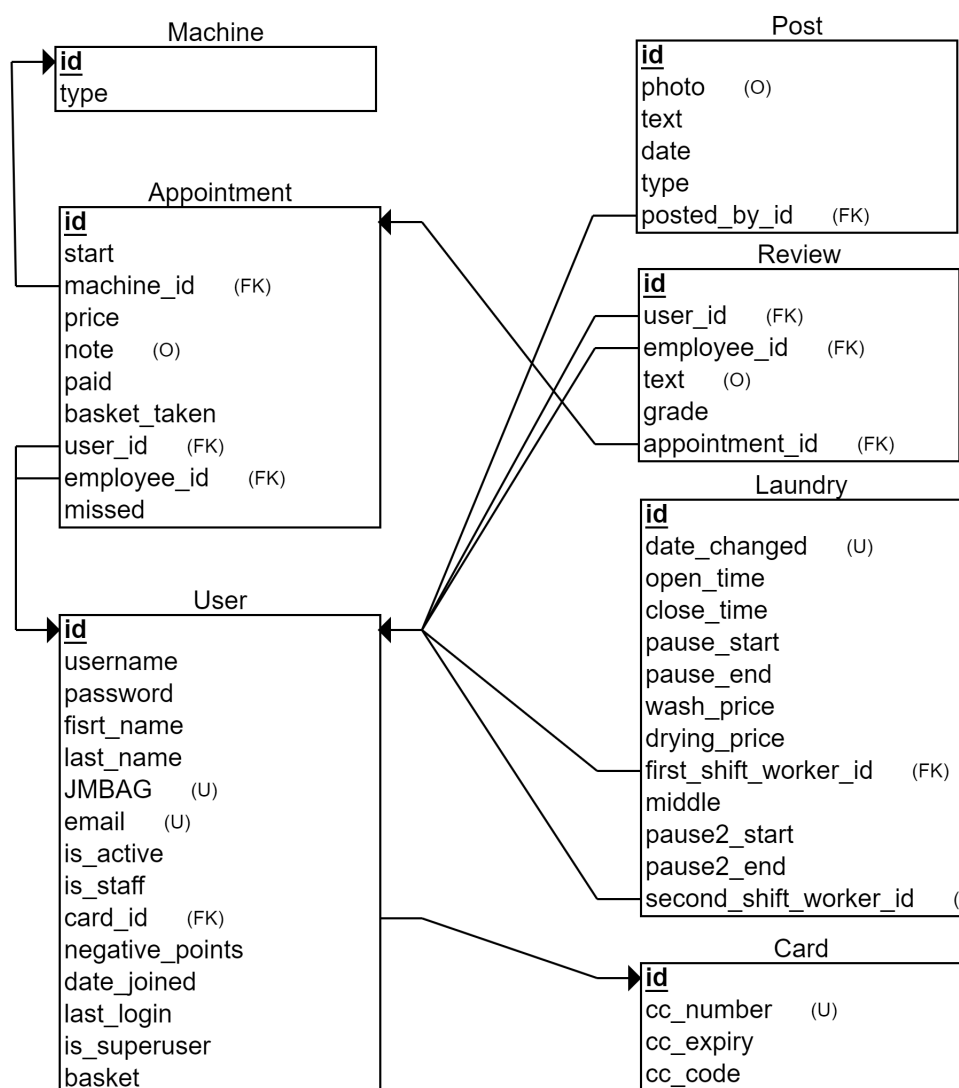 Machine
id
type
Appointment
id
start
machine_id (FK)
price
note (O)
paid
basket_taken
user_id (FK)
employee_id (FK)
missed
User
id
username
password
fisrt_name
last_name
JMBAG (U)
email (U)
is_active
is_staff
card_id (FK)
negative_points
date_joined
last_login
is_superuser
basket
Post
id
photo (O)
text
date
type
posted_by_id (FK)
Review
id
user_id (FK)
employee_id (FK)
text (O)
grade
appointment_id (FK)
Laundry
id
date_changed (U)
open_time
close_time
pause_start
pause_end
wash_price
drying_price
first_shift_worker_id (FK)
middle
pause2_start
pause2_end
second_shift_worker_id (
Card
id
cc_number (U)
cc_expiry
cc_code